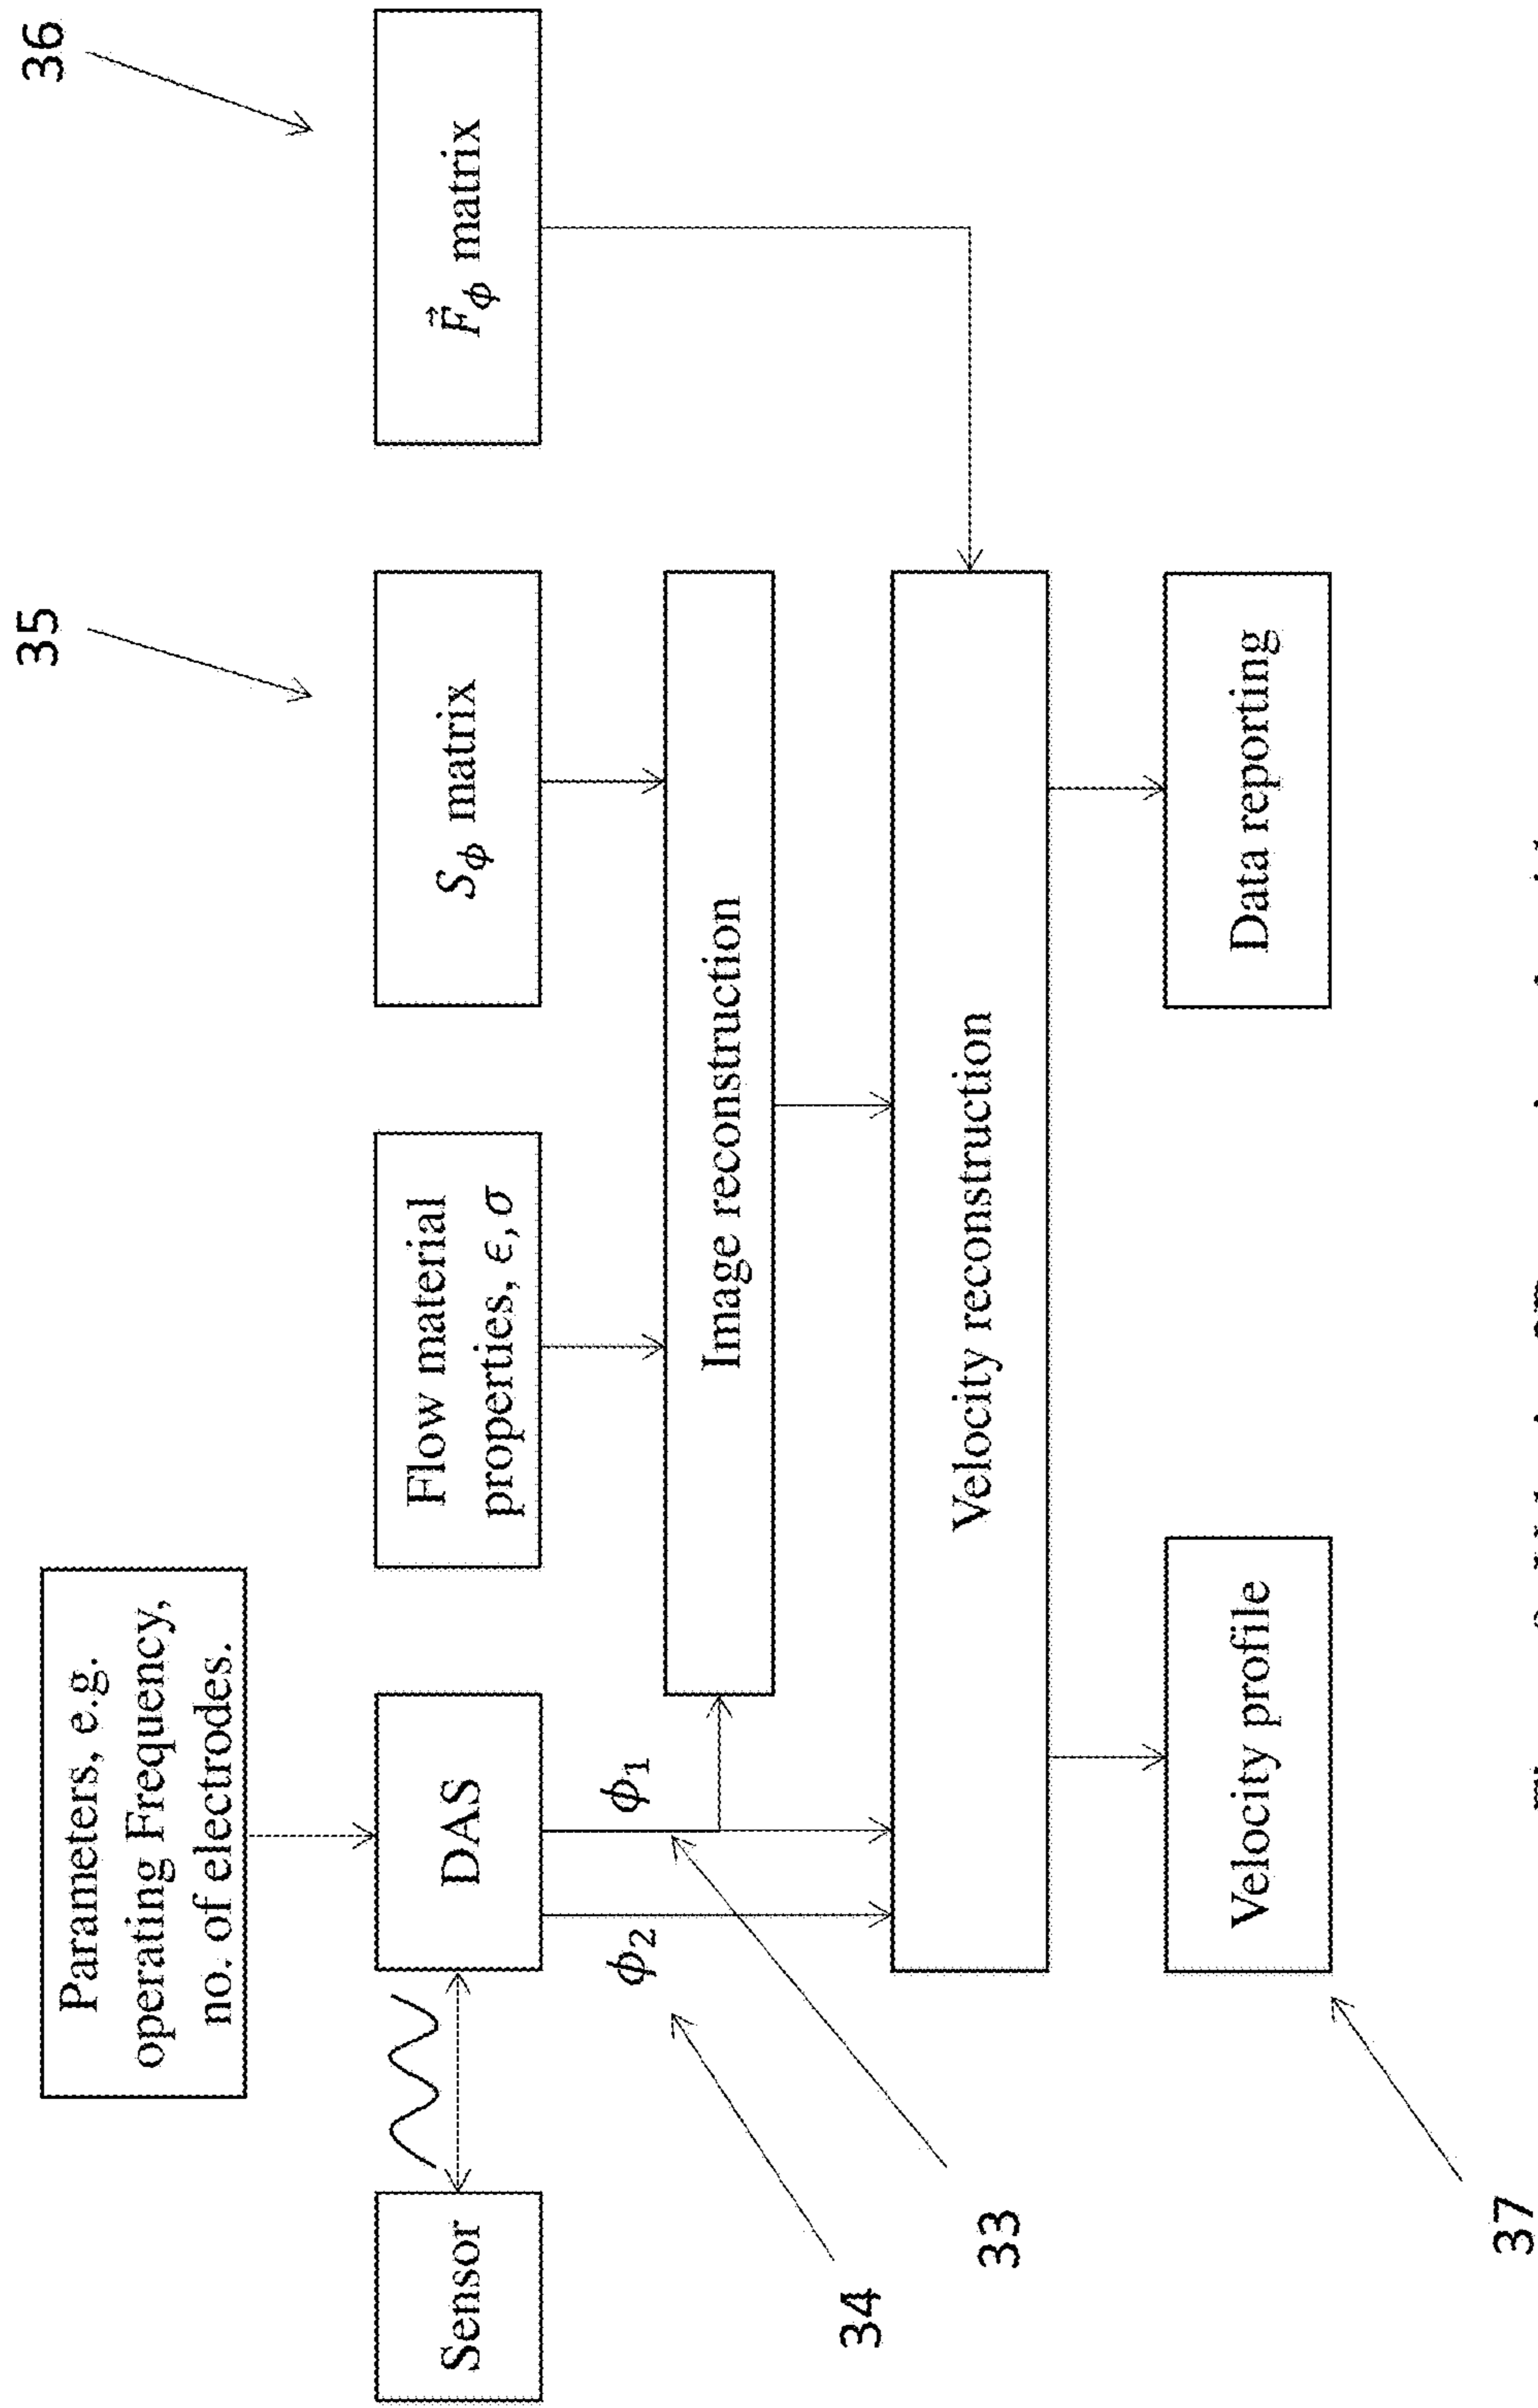 36
35
Parameters, e.g.
operating Frequency,
no. of electrodes.
Sensor
DAS
Flow material
properties, ϵ, σ
S_ϕ matrix
F⃗_ϕ matrix
ϕ₁
ϕ₂
Image reconstruction
34
33
Velocity reconstruction
Velocity profile
Data reporting
37